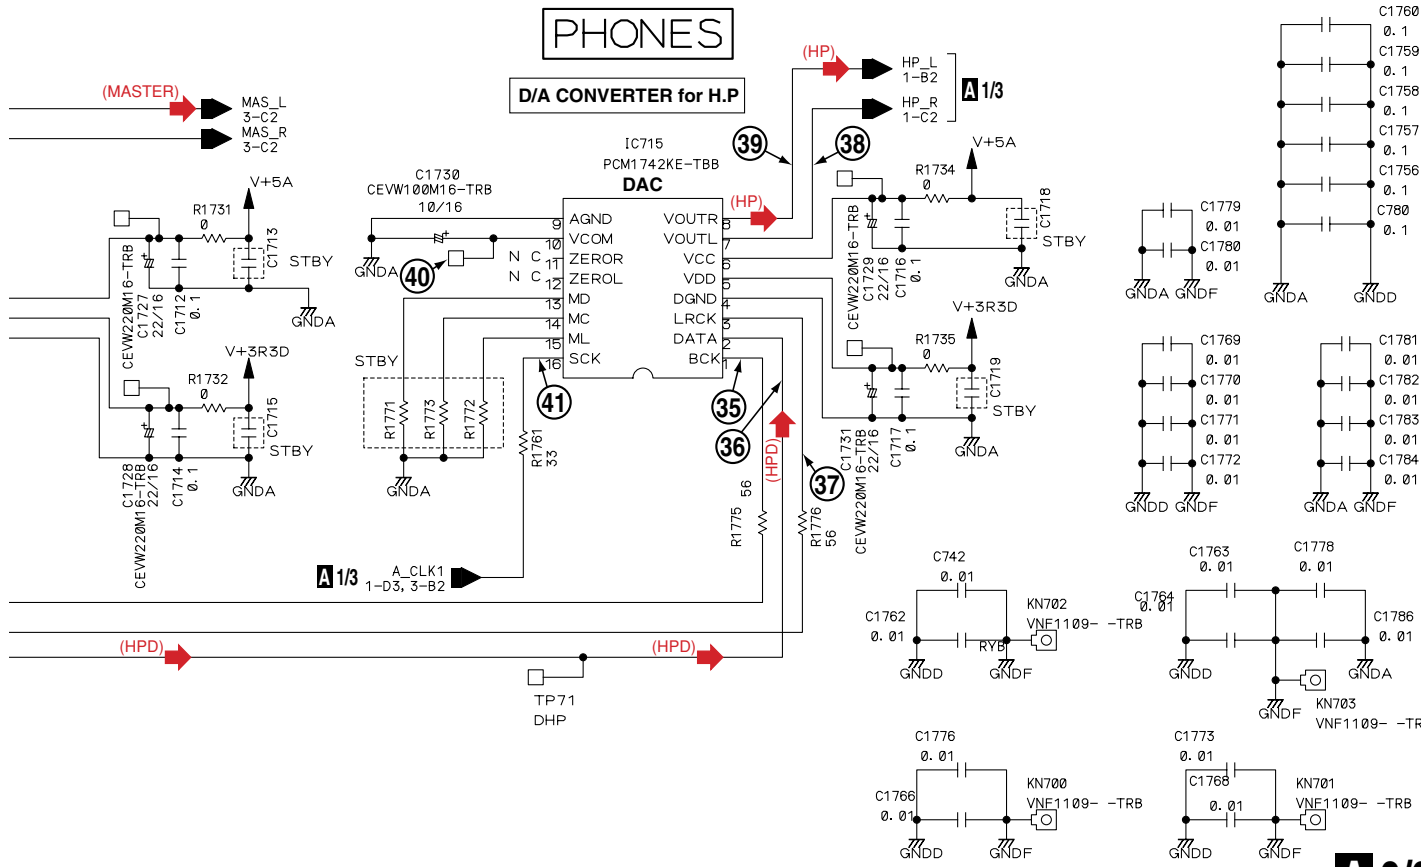 PHONES
D/A CONVERTER for H.P
(MASTER)
MAS_L
3-C2
MAS_R
3-C2
(HP)
HP_L
1-B2
HP_R
1-C2
A 1/3
IC715
PCM1742KE-TBB
DAC
39
38
(HP)
C1730
CEVW100M16-TRB
10/16
GNDA
40
AGND
9
VCOM
10
N C
ZEROR
11
N C
ZEROL
12
MD
13
MC
14
ML
15
SCK
16
VOUTR
8
VOUTL
7
VCC
6
VDD
5
DGND
4
LRCK
3
DATA
2
BCK
1
V+5A
R1731
0
C1713
STBY
GNDA
CEVW220M16-TRB
C1727
22/16
C1712
0.1
V+3R3D
R1732
0
C1715
STBY
GNDA
C1728
CEVW220M16-TRB
22/16
C1714
0.1
STBY
R1771
R1773
R1772
GNDA
41
R1761
33
A 1/3
A_CLK1
1-D3, 3-B2
35
36
37
(HPD)
R1775
56
R1776
56
V+5A
R1734
0
C1718
STBY
GNDA
CEVW220M16-TRB
C1729
22/16
C1716
0.1
V+3R3D
R1735
0
C1719
STBY
GNDA
C1731
CEVW220M16-TRB
22/16
C1717
0.1
(HPD)
(HPD)
TP71
DHP
C1760
0.1
C1759
0.1
C1758
0.1
C1757
0.1
C1756
0.1
C780
0.1
GNDA
GNDD
C1779
0.01
C1780
0.01
GNDA
GNDF
C1769
0.01
C1770
0.01
C1771
0.01
C1772
0.01
GNDD
GNDF
C1781
0.01
C1782
0.01
C1783
0.01
C1784
0.01
GNDA
GNDF
C742
0.01
C1762
0.01
KN702
VNF1109- -TRB
RYB
GNDD
GNDF
C1763
0.01
C1778
0.01
C1764
0.01
C1786
0.01
GNDD
GNDA
GNDF
KN703
VNF1109- -TR
C1776
0.01
C1766
0.01
KN700
VNF1109- -TRB
GNDD
GNDF
C1773
0.01
C1768
0.01
KN701
VNF1109- -TRB
GNDD
GNDF